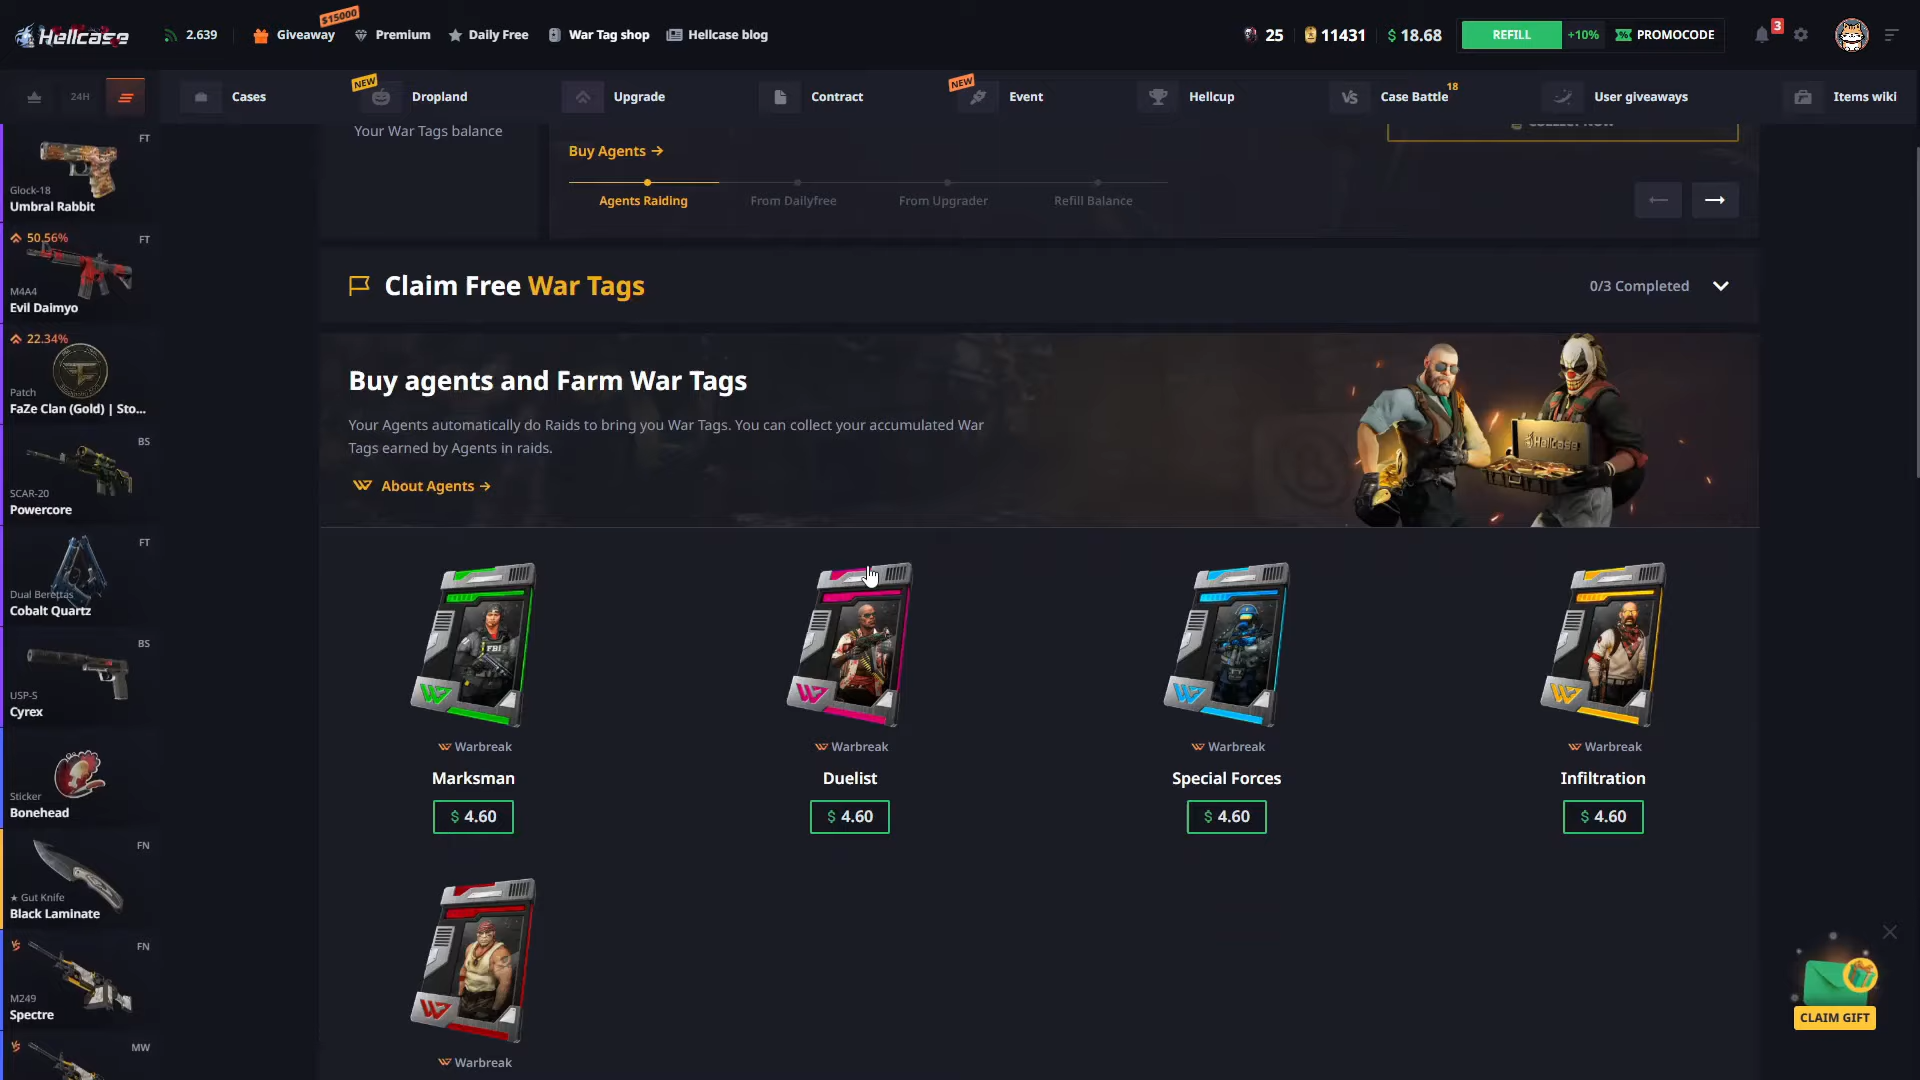 Hellcase
2.639
$15000
Giveaway
Premium
Daily Free
War Tag shop
Hellcase blog
25
11431
$ 18.68
REFILL
+10%
PROMOCODE
3
24H
Cases
NEW
Dropland
Upgrade
Contract
NEW
Event
Hellcup
VS
Case Battle
18
User giveaways
Items wiki
FT
Glock-18
Umbral Rabbit
50.56%
FT
M4A4
Evil Daimyo
22.34%
Patch
FaZe Clan (Gold) | Sto...
BS
SCAR-20
Powercore
FT
Dual Berettas
Cobalt Quartz
BS
USP-S
Cyrex
Sticker
Bonehead
FN
★ Gut Knife
Black Laminate
VS
FN
M249
Spectre
VS
MW
Your War Tags balance
COLLECT NOW
Buy Agents →
Agents Raiding
From Dailyfree
From Upgrader
Refill Balance
← →
Claim Free War Tags
0/3 Completed
Buy agents and Farm War Tags
Your Agents automatically do Raids to bring you War Tags. You can collect your accumulated War
Tags earned by Agents in raids.
About Agents →
Hellcase
FBI
Warbreak
Marksman
$ 4.60
Warbreak
Duelist
$ 4.60
Warbreak
Special Forces
$ 4.60
Warbreak
Infiltration
$ 4.60
Warbreak
CLAIM GIFT